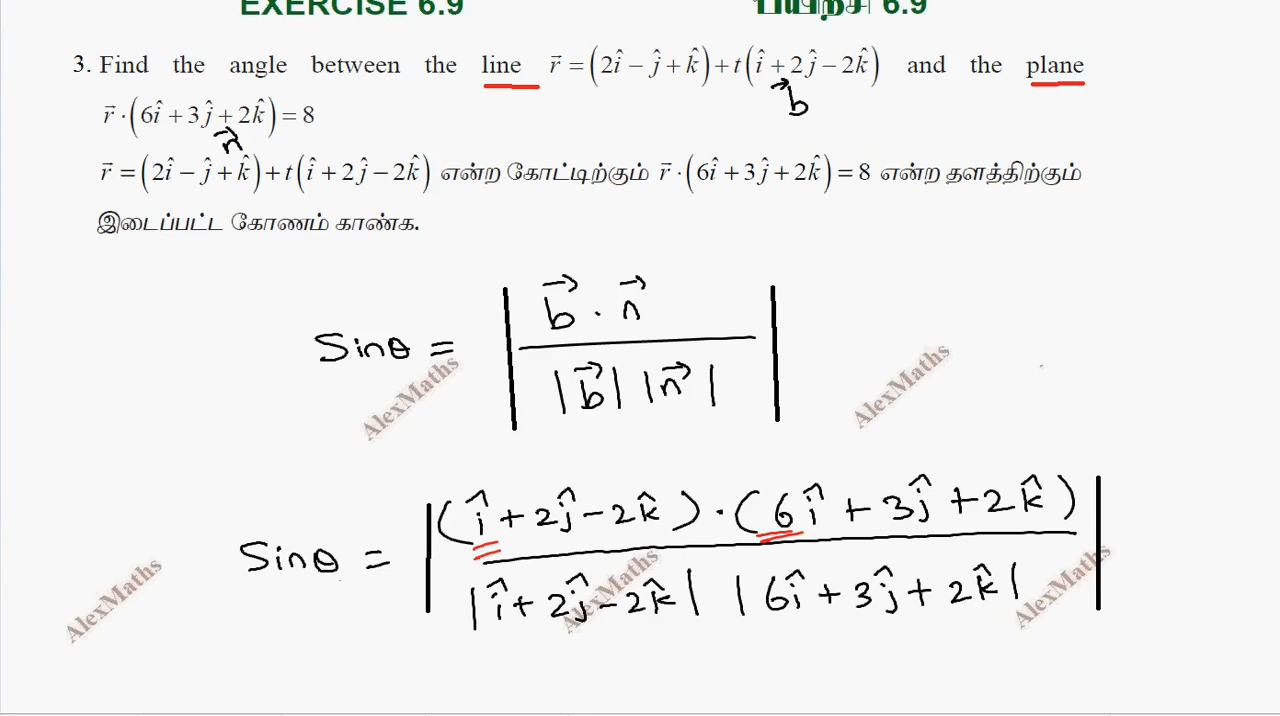 EXERCISE 6.9 பயிற்சி 6.9
3. Find the angle between the line r⃗ = (2î − ĵ + k̂) + t(î + 2ĵ − 2k̂) and the plane
b⃗
r⃗ · (6î + 3ĵ + 2k̂) = 8
n⃗
r⃗ = (2î − ĵ + k̂) + t(î + 2ĵ − 2k̂) என்ற கோட்டிற்கும் r⃗ · (6î + 3ĵ + 2k̂) = 8 என்ற தளத்திற்கும்
இடைப்பட்ட கோணம் காண்க.
Sinθ = | b⃗ · n⃗ / |b⃗| |n⃗| |
AlexMaths AlexMaths
Sinθ = | (î + 2ĵ − 2k̂) · (6î + 3ĵ + 2k̂) / |î + 2ĵ − 2k̂| |6î + 3ĵ + 2k̂| |
AlexMaths AlexMaths AlexMaths